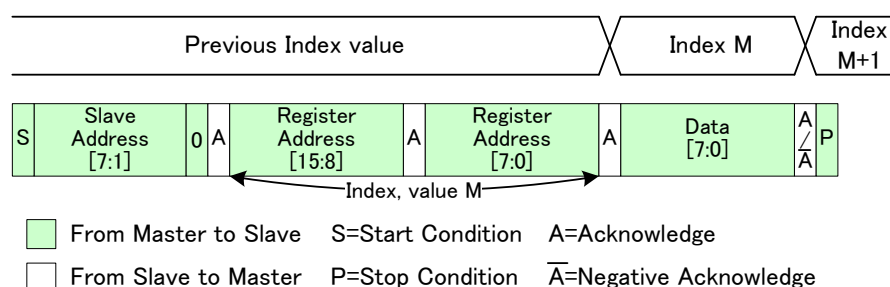 Previous Index value
Index M
Index
M+1
S
Slave
Address
[7:1]
0
A
Register
Address
[15:8]
A
Register
Address
[7:0]
A
Data
[7:0]
A
/
A̅
P
Index, value M
From Master to Slave
S=Start Condition
A=Acknowledge
From Slave to Master
P=Stop Condition
A̅=Negative Acknowledge